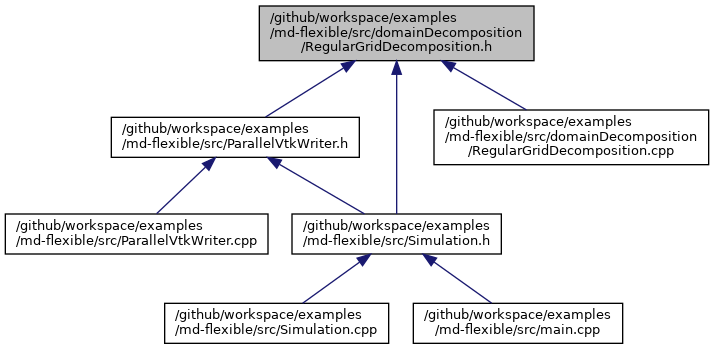 /github/workspace/examples
/md-flexible/src/domainDecomposition
/RegularGridDecomposition.h
/github/workspace/examples
/md-flexible/src/ParallelVtkWriter.h
/github/workspace/examples
/md-flexible/src/domainDecomposition
/RegularGridDecomposition.cpp
/github/workspace/examples
/md-flexible/src/ParallelVtkWriter.cpp
/github/workspace/examples
/md-flexible/src/Simulation.h
/github/workspace/examples
/md-flexible/src/Simulation.cpp
/github/workspace/examples
/md-flexible/src/main.cpp